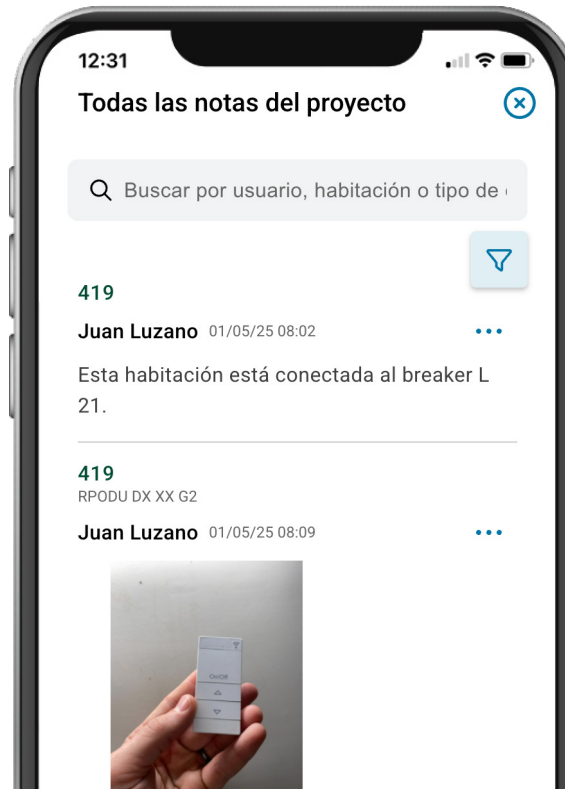 12:31
Todas las notas del proyecto
Buscar por usuario, habitación o tipo de
419
Juan Luzano 01/05/25 08:02
Esta habitación está conectada al breaker L
21.
419
RPODU DX XX G2
Juan Luzano 01/05/25 08:09
On/Off